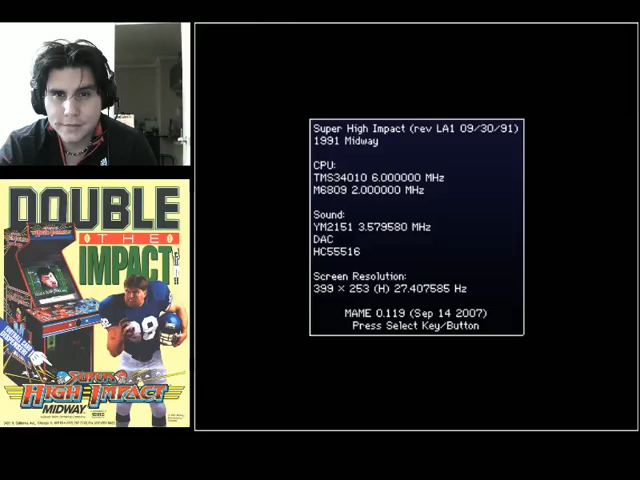 DOUBLE
THE
IMPACT!
88
SUPER
HIGH IMPACT
MIDWAY
Super High Impact (rev LA1 09/30/91)
1991 Midway
CPU:
TMS34010 6.000000 MHz
M6809 2.000000 MHz
Sound:
YM2151 3.579580 MHz
DAC
HC55516
Screen Resolution:
399 × 253 (H) 27.407585 Hz
MAME 0.119 (Sep 14 2007)
Press Select Key/Button